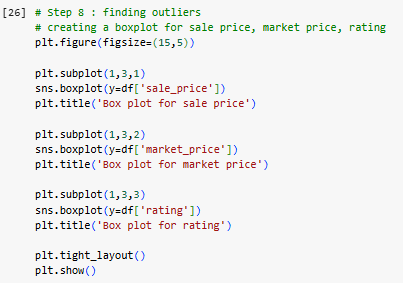 [26] # Step 8 : finding outliers
# creating a boxplot for sale price, market price, rating
plt.figure(figsize=(15,5))
plt.subplot(1,3,1)
sns.boxplot(y=df['sale_price'])
plt.title('Box plot for sale price')
plt.subplot(1,3,2)
sns.boxplot(y=df['market_price'])
plt.title('Box plot for market price')
plt.subplot(1,3,3)
sns.boxplot(y=df['rating'])
plt.title('Box plot for rating')
plt.tight_layout()
plt.show()